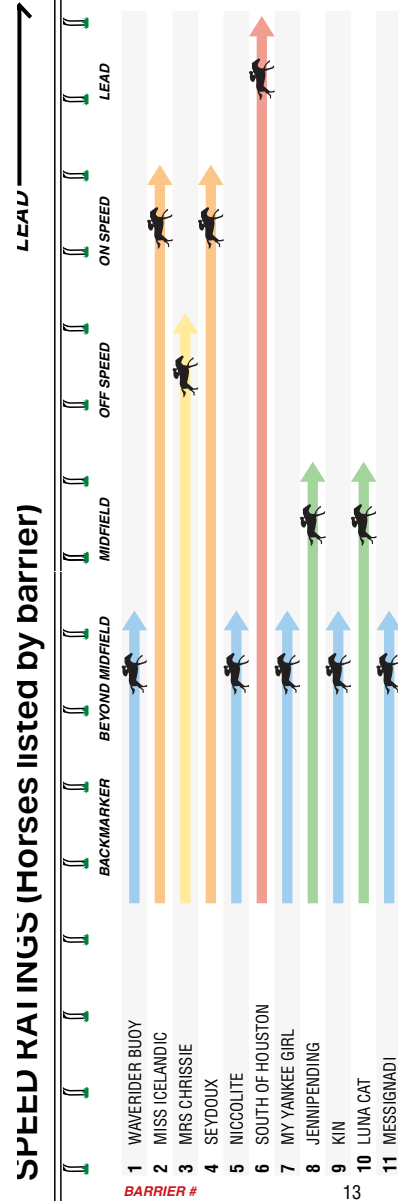 SPEED RATINGS (Horses listed by barrier)
LEAD
BACKMARKER BEYOND MIDFIELD MIDFIELD OFF SPEED ON SPEED LEAD
BARRIER #
1 WAVERIDER BUOY
2 MISS ICELANDIC
3 MRS CHRISSIE
4 SEYDOUX
5 NICCOLITE
6 SOUTH OF HOUSTON
7 MY YANKEE GIRL
8 JENNIPENDING
9 KIN
10 LUNA CAT
11 MESSIGNADI
13